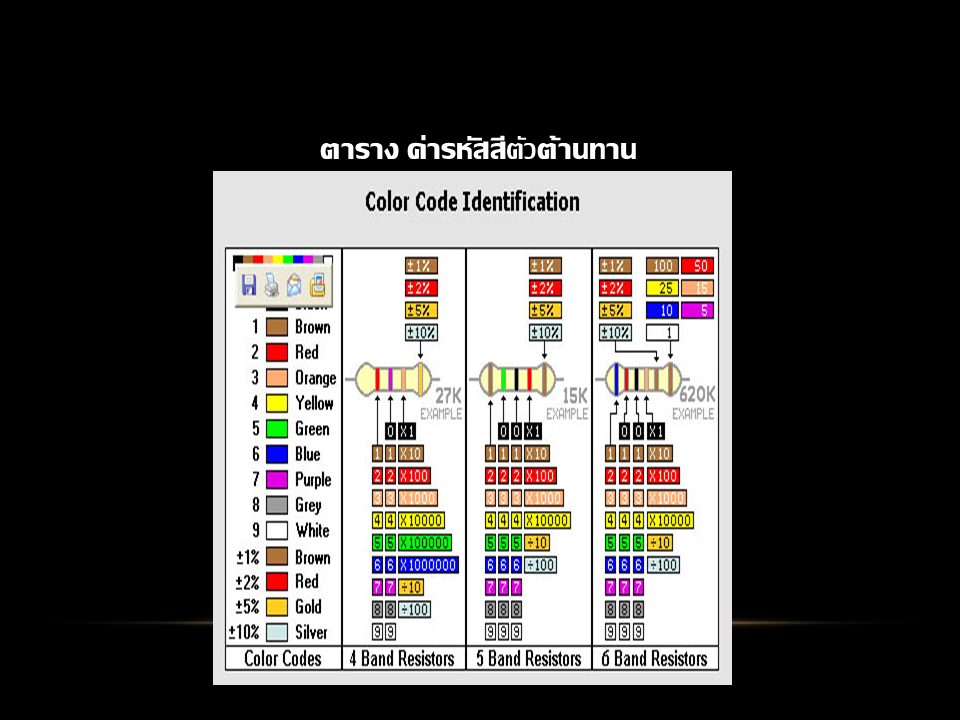 ตาราง ค่ารหัสสีตัวต้านทาน
Color Code Identification
±1% ±1% ±1% 100 50
±2% ±2% ±2% 25 15
±5% ±5% ±5% 10 5
±10% ±10% ±10% 1
1 Brown
2 Red
3 Orange
4 Yellow
5 Green
6 Blue
7 Purple
8 Grey
9 White
±1% Brown
±2% Red
±5% Gold
±10% Silver
27K
EXAMPLE
0 X1
1 1 X10
2 2 X100
3 3 X1000
4 4 X10000
5 5 X100000
6 6 X1000000
7 7 ÷10
8 8 ÷100
9 9
15K
EXAMPLE
0 0 X1
1 1 1 X10
2 2 2 X100
3 3 3 X1000
4 4 4 X10000
5 5 5 ÷10
6 6 6 ÷100
7 7 7
8 8 8
9 9 9
620K
EXAMPLE
0 0 X1
1 1 1 X10
2 2 2 X100
3 3 3 X1000
4 4 4 X10000
5 5 5 ÷10
6 6 6 ÷100
7 7 7
8 8 8
9 9 9
Color Codes 4 Band Resistors 5 Band Resistors 6 Band Resistors